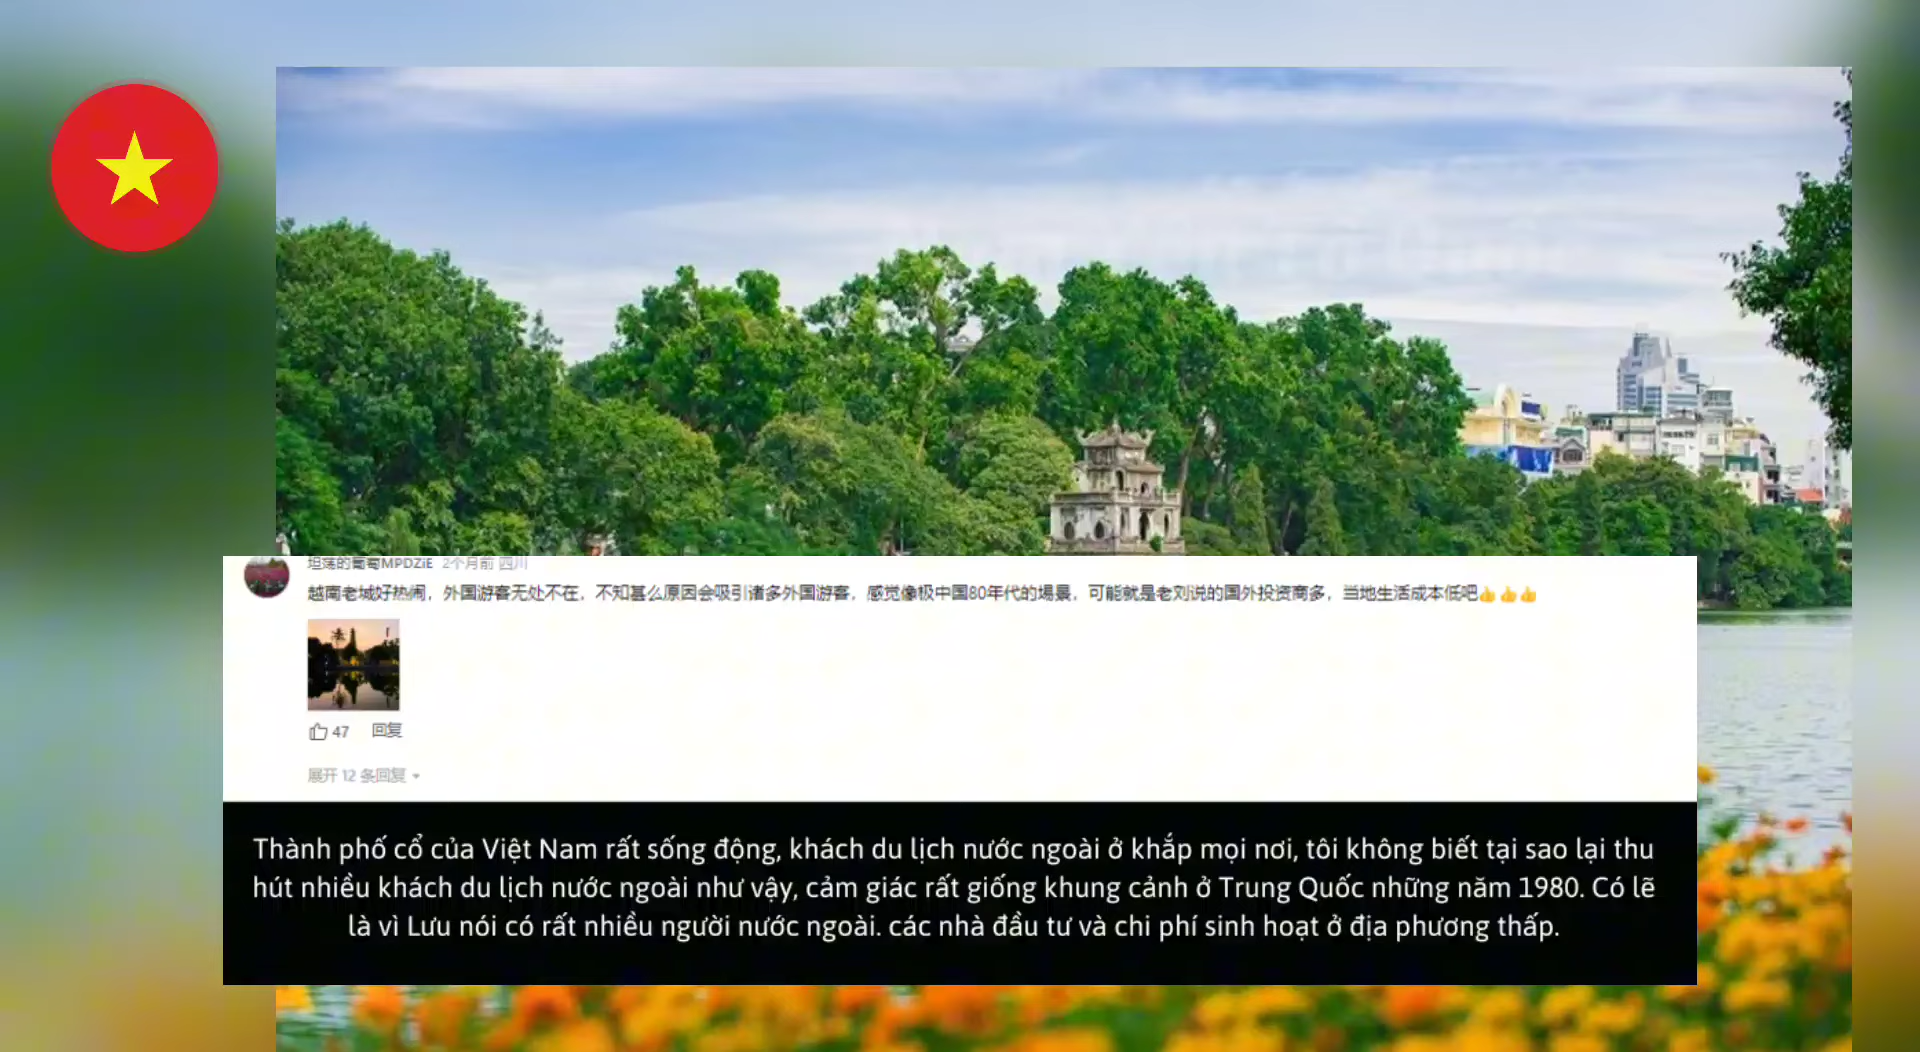 坦荡的葡萄MPDZiE 2个月前 四川
越南老城好热闹，外国游客无处不在，不知甚么原因会吸引诸多外国游客，感觉像极中国80年代的場景，可能就是老刘说的国外投资商多，当地生活成本低吧👍👍👍
47 回复
展开 12 条回复
Thành phố cổ của Việt Nam rất sống động, khách du lịch nước ngoài ở khắp mọi nơi, tôi không biết tại sao lại thu
hút nhiều khách du lịch nước ngoài như vậy, cảm giác rất giống khung cảnh ở Trung Quốc những năm 1980. Có lẽ
là vì Lưu nói có rất nhiều người nước ngoài. các nhà đầu tư và chi phí sinh hoạt ở địa phương thấp.